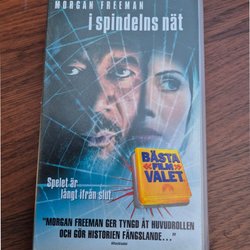 MORGAN FREEMAN
i spindelns nät
BÄSTA
FILM
VALET
Spelet är
långt ifrån slut.
"MORGAN FREEMAN GER TYNGD ÅT HUVUDROLLEN
OCH GÖR HISTORIEN FÄNGSLANDE..."